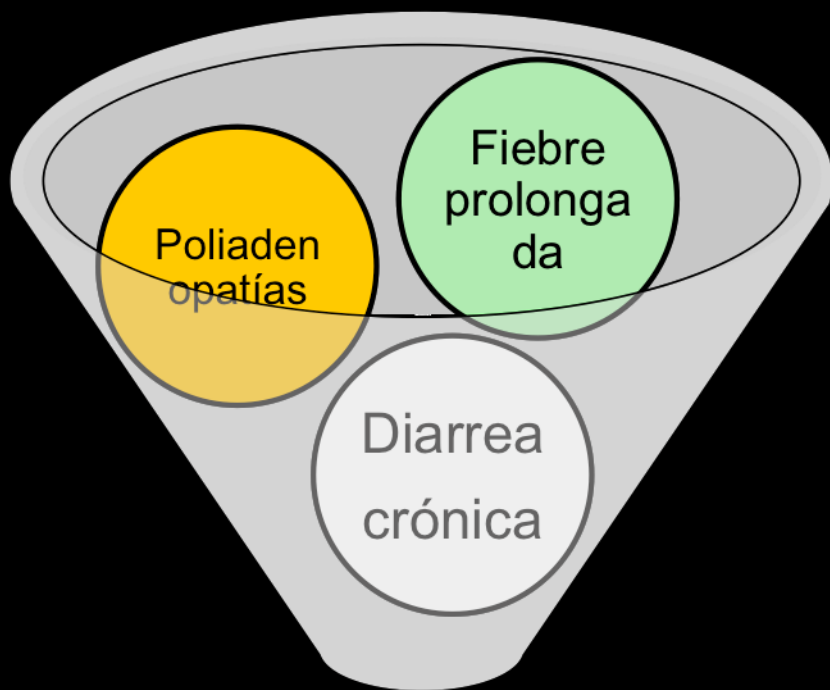 Poliaden
opatías
Fiebre
prolonga
da
Diarrea
crónica